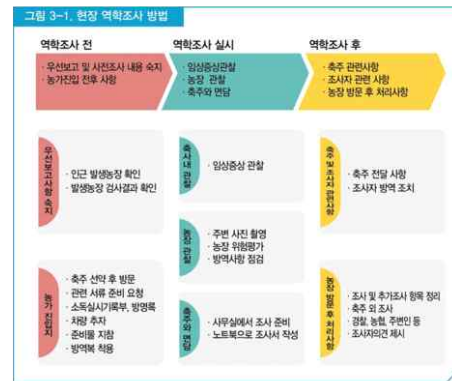 그림 3-1. 현장 역학조사 방법
역학조사 전
· 우선보고 및 사전조사 내용 숙지
· 농가진입 전후 사항
역학조사 실시
· 임상증상관찰
· 농장 관찰
· 축주와 면담
역학조사 후
· 축주 관련사항
· 조사자 관련 사항
· 농장 방문 후 처리사항
우선보고사항 숙지
· 인근 발생농장 확인
· 발생농장 검사결과 확인
농가 진입지
· 축주 선약 후 방문
· 관련 서류 준비 요청
· 소독실시기록부, 방명록
· 차량 추자
· 준비물 지참
· 방역복 착용
축사내 관찰
· 임상증상 관찰
농장 관찰
· 주변 사진 촬영
· 농장 위험평가
· 방역사항 점검
축주와 면담
· 사무실에서 조사 준비
· 노트북으로 조사서 작성
축주 및 조사자 관련사항
· 축주 전달 사항
· 조사자 방역 조치
농장 방문 후 처리사항
· 조사 및 추가조사 항목 정리
· 축주 외 조사
· 경찰, 농협, 주변인 등
· 조사자의견 제시